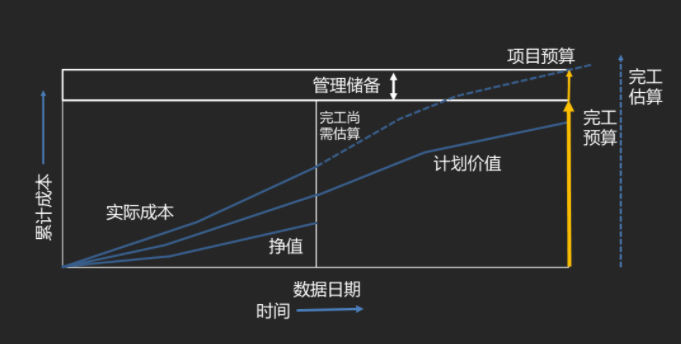 项目预算
管理储备
完工
估算
完工尚
需估算
完工
预算
计划价值
累计成本
实际成本
挣值
数据日期
时间